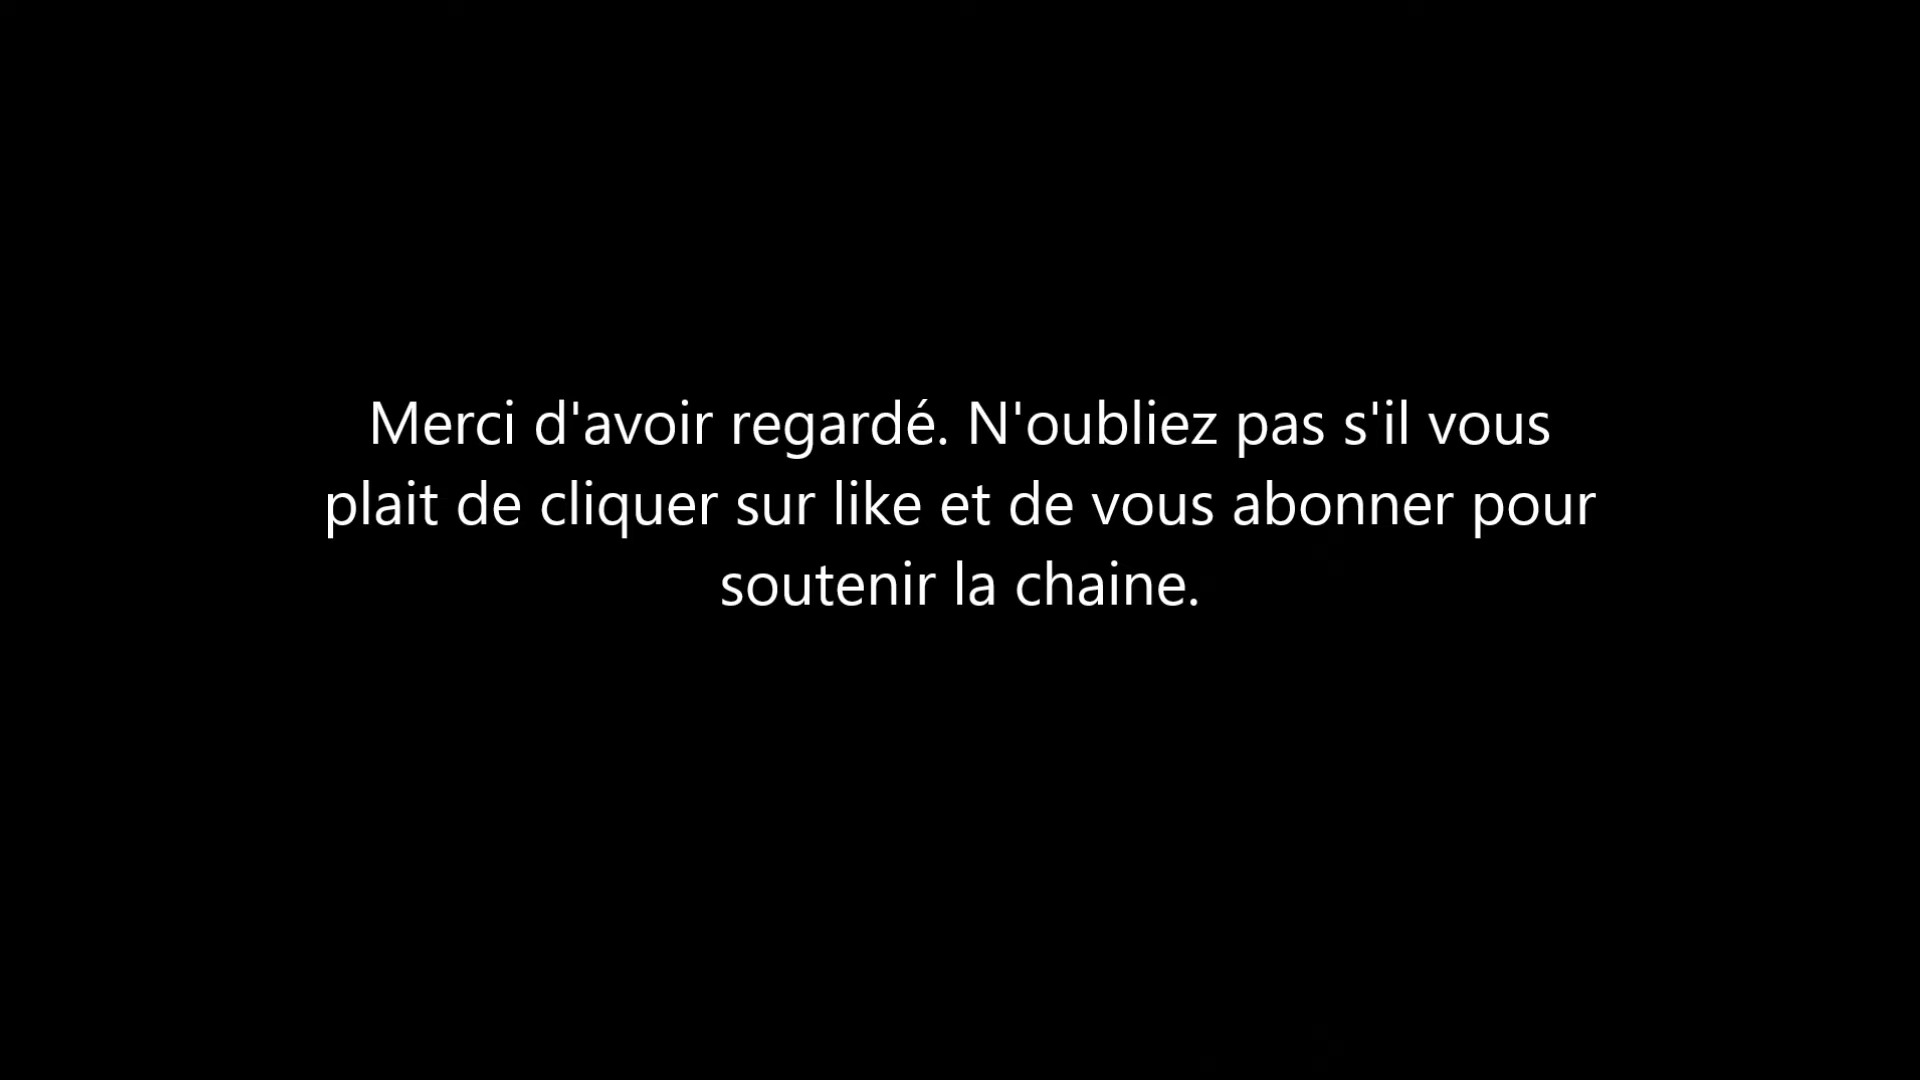 Merci d'avoir regardé. N'oubliez pas s'il vous
plait de cliquer sur like et de vous abonner pour
soutenir la chaine.